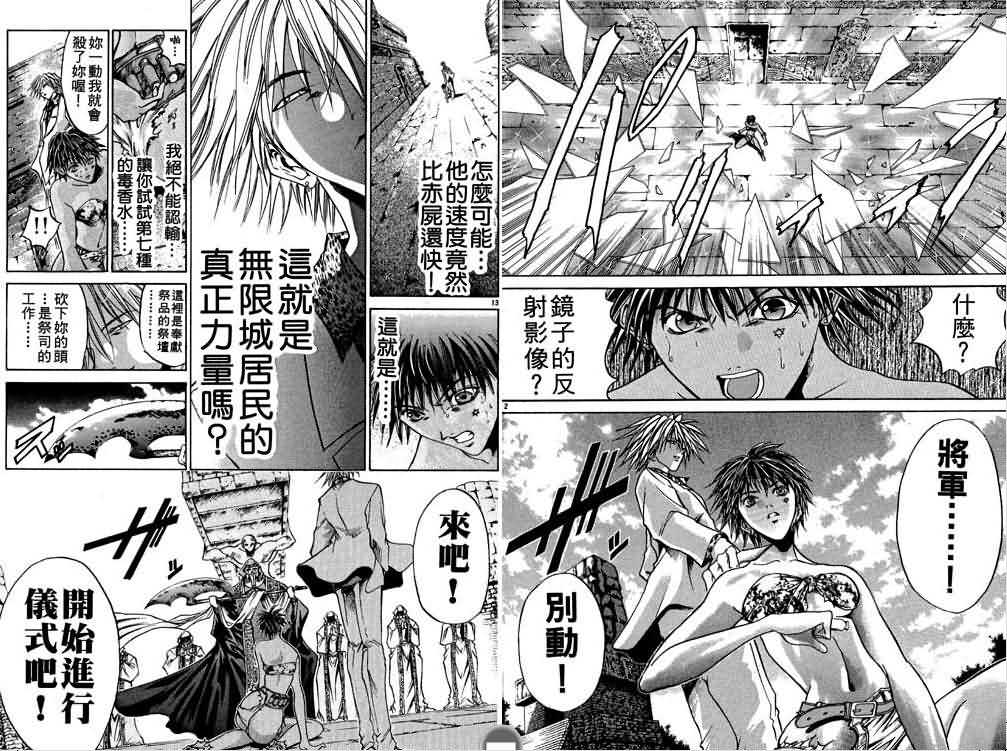 什麼?
鏡子的反
射影像?
2
將軍⋯⋯⋯!
別動!
怎麼可能⋯
他的速度竟然
比赤屍還快!
13
這就是⋯⋯
這就是
無限城居民的
真正力量嗎?
啪⋯
妳一動我就會
殺了妳喔!
我絕不能認輸⋯
讓你試試第七種
的毒香水⋯⋯
!!
這裡是奉獻
祭品的祭壇
⋯⋯⋯⋯
砍下妳的頭
⋯是祭司的
工作⋯⋯
來吧!
開始進行
儀式吧!